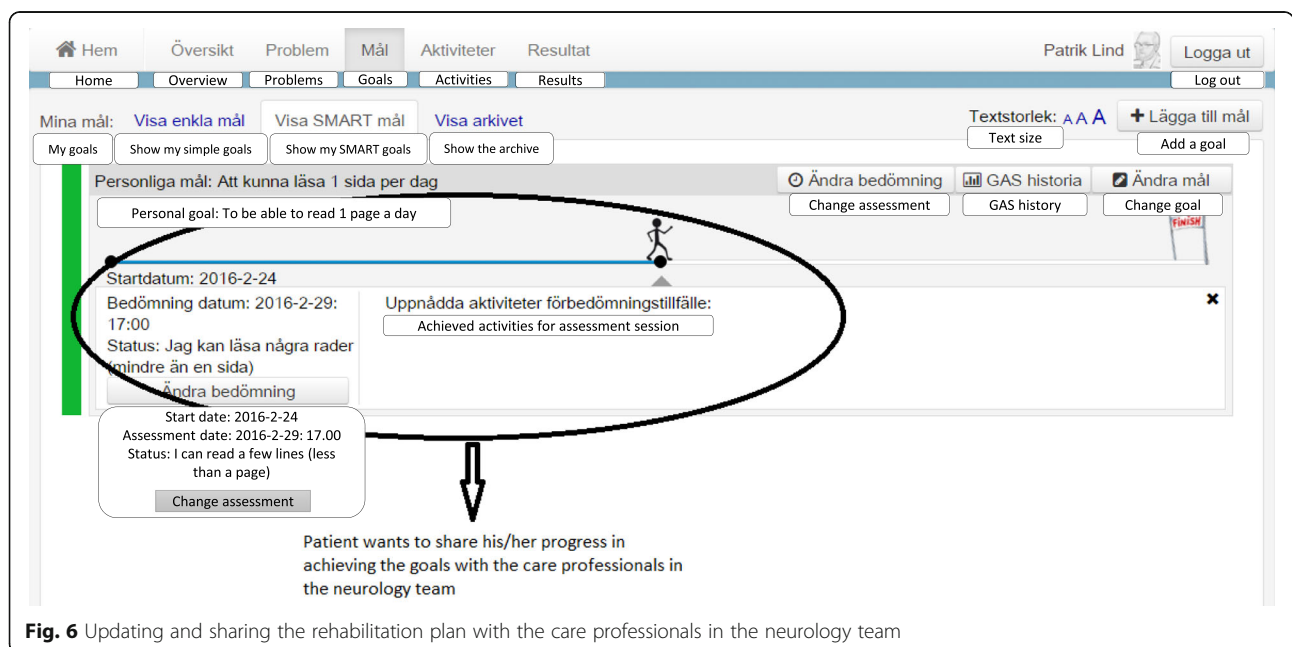 Hem Översikt Problem Mål Aktiviteter Resultat Patrik Lind Logga ut
Home Overview Problems Goals Activities Results Log out
Mina mål: Visa enkla mål Visa SMART mål Visa arkivet Textstorlek: A A A + Lägga till mål
My goals Show my simple goals Show my SMART goals Show the archive Text size Add a goal
Personliga mål: Att kunna läsa 1 sida per dag Ändra bedömning GAS historia Ändra mål
Personal goal: To be able to read 1 page a day Change assessment GAS history Change goal
FINISH
Startdatum: 2016-2-24
Bedömning datum: 2016-2-29:
17:00
Status: Jag kan läsa några rader
(mindre än en sida)
Ändra bedömning
Uppnådda aktiviteter förbedömningstillfälle:
Achieved activities for assessment session
Start date: 2016-2-24
Assessment date: 2016-2-29: 17.00
Status: I can read a few lines (less
than a page)
Change assessment
Patient wants to share his/her progress in
achieving the goals with the care professionals in
the neurology team
Fig. 6 Updating and sharing the rehabilitation plan with the care professionals in the neurology team